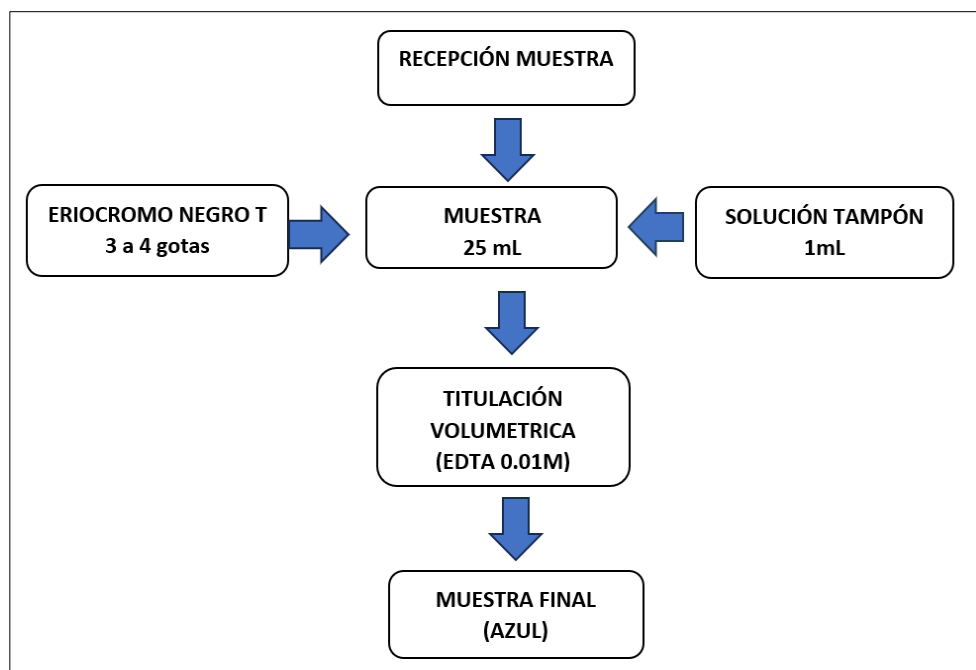 RECEPCIÓN MUESTRA
ERIOCROMO NEGRO T
3 a 4 gotas
MUESTRA
25 mL
SOLUCIÓN TAMPÓN
1mL
TITULACIÓN
VOLUMETRICA
(EDTA 0.01M)
MUESTRA FINAL
(AZUL)